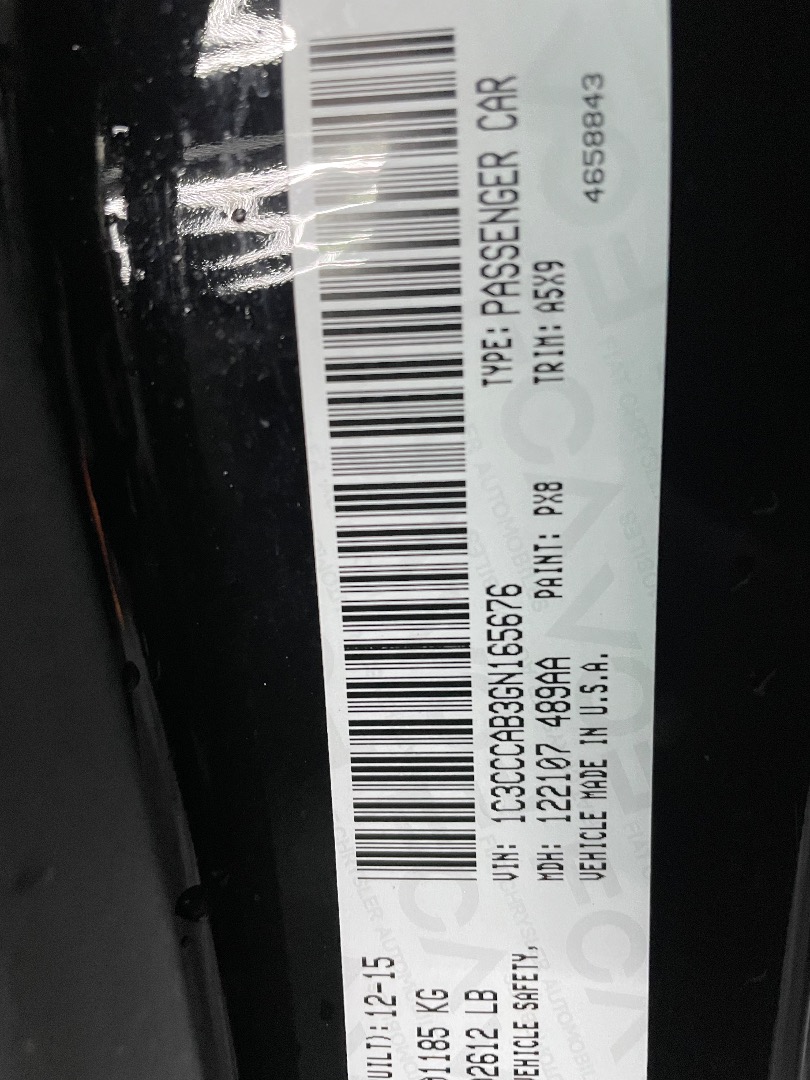 UILT):12-15
1185 KG
2612 LB
VEHICLE SAFETY,
VIN: 1C3CCCAB3GN165676
TYPE: PASSENGER CAR
MDH: 122107 489AA PAINT: PX8 TRIM: A5X9
VEHICLE MADE IN U.S.A.
4658843